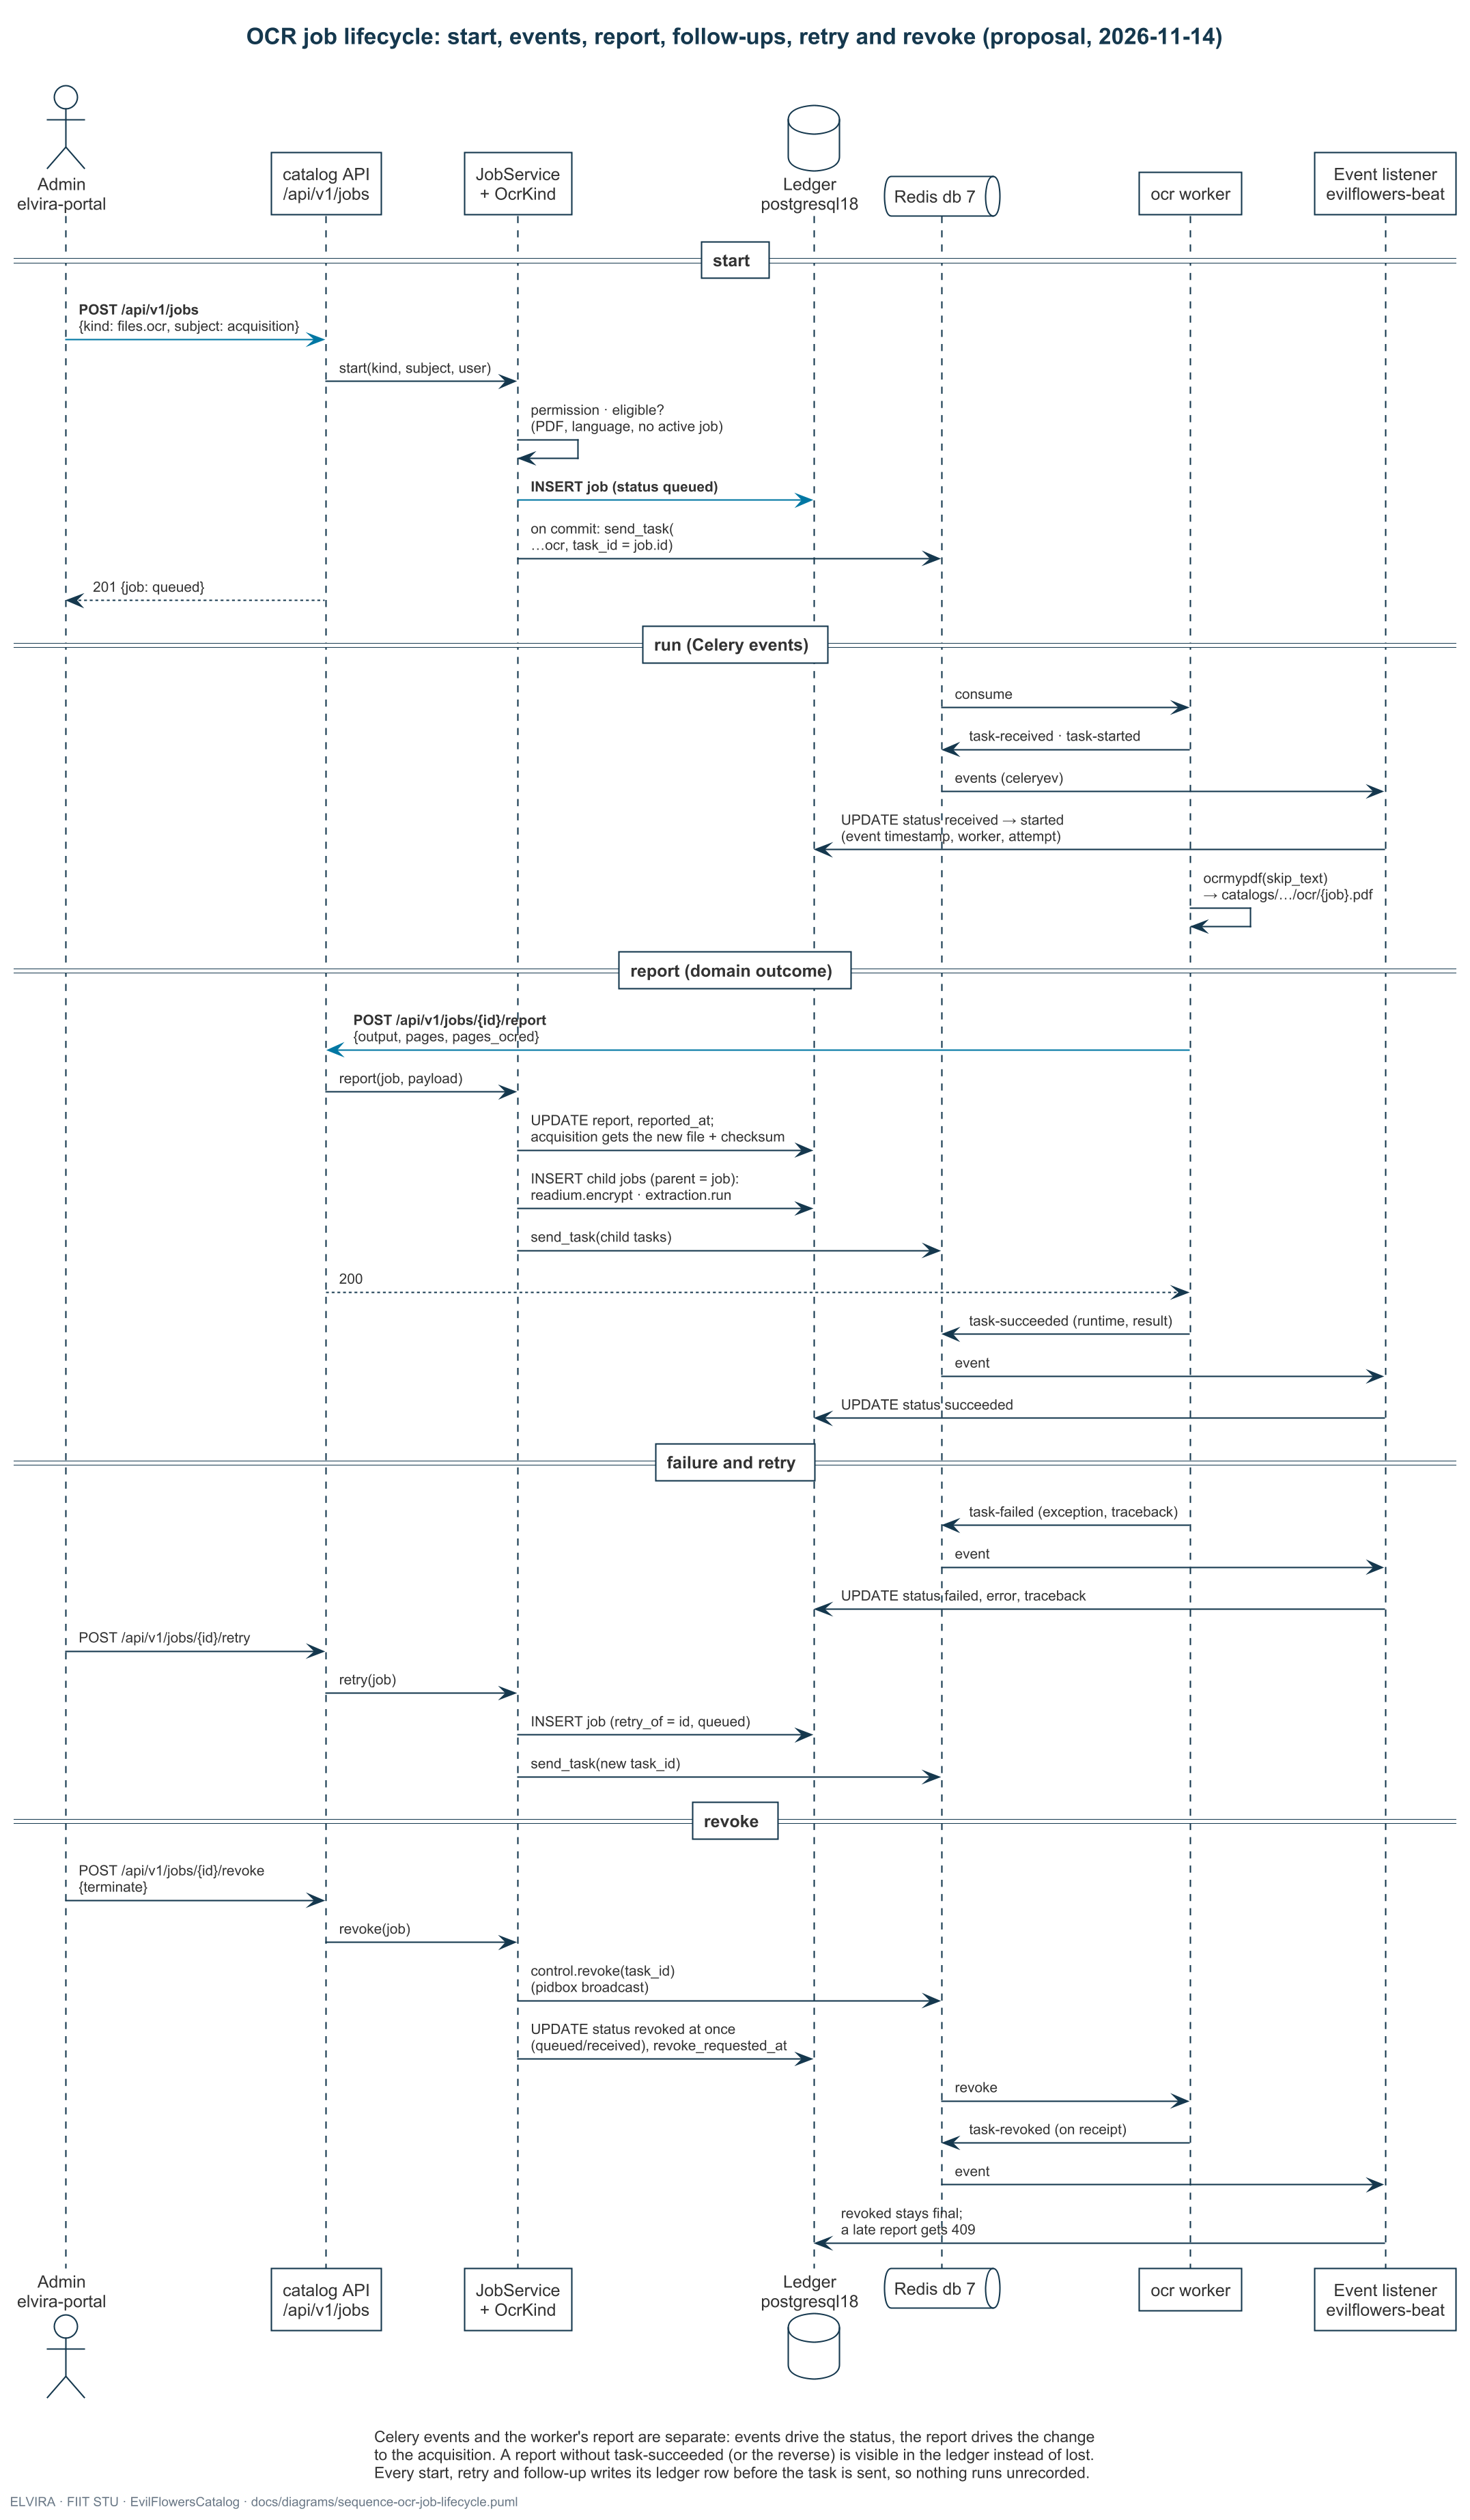 OCR job lifecycle: start, events, report, follow-ups, retry and revoke (proposal, 2026-11-14)
Admin
elvira-portal
catalog API
/api/v1/jobs
JobService
+ OcrKind
Ledger
postgresql18
Redis db 7
ocr worker
Event listener
evilflowers-beat
start
POST /api/v1/jobs
{kind: files.ocr, subject: acquisition}
start(kind, subject, user)
permission · eligible?
(PDF, language, no active job)
INSERT job (status queued)
on commit: send_task(
…ocr, task_id = job.id)
201 {job: queued}
run (Celery events)
consume
task-received · task-started
events (celeryev)
UPDATE status received → started
(event timestamp, worker, attempt)
ocrmypdf(skip_text)
→ catalogs/…/ocr/{job}.pdf
report (domain outcome)
POST /api/v1/jobs/{id}/report
{output, pages, pages_ocred}
report(job, payload)
UPDATE report, reported_at;
acquisition gets the new file + checksum
INSERT child jobs (parent = job):
readium.encrypt · extraction.run
send_task(child tasks)
200
task-succeeded (runtime, result)
event
UPDATE status succeeded
failure and retry
task-failed (exception, traceback)
event
UPDATE status failed, error, traceback
POST /api/v1/jobs/{id}/retry
retry(job)
INSERT job (retry_of = id, queued)
send_task(new task_id)
revoke
POST /api/v1/jobs/{id}/revoke
{terminate}
revoke(job)
control.revoke(task_id)
(pidbox broadcast)
UPDATE status revoked at once
(queued/received), revoke_requested_at
revoke
task-revoked (on receipt)
event
revoked stays final;
a late report gets 409
Admin
elvira-portal
catalog API
/api/v1/jobs
JobService
+ OcrKind
Ledger
postgresql18
Redis db 7
ocr worker
Event listener
evilflowers-beat
Celery events and the worker's report are separate: events drive the status, the report drives the change
to the acquisition. A report without task-succeeded (or the reverse) is visible in the ledger instead of lost.
Every start, retry and follow-up writes its ledger row before the task is sent, so nothing runs unrecorded.
ELVIRA · FIIT STU · EvilFlowersCatalog · docs/diagrams/sequence-ocr-job-lifecycle.puml